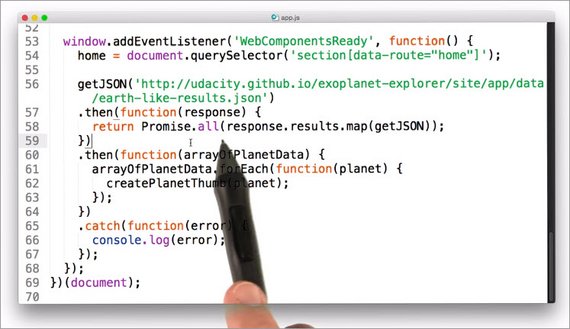 app.js
52
53 window.addEventListener('WebComponentsReady', function() {
54 home = document.querySelector('section[data-route="home"]');
55
56 getJSON('http://udacity.github.io/exoplanet-explorer/site/app/data
/earth-like-results.json')
57 .then(function(response) {
58 return Promise.all(response.results.map(getJSON));
59 })
60 .then(function(arrayOfPlanetData) {
61 arrayOfPlanetData.forEach(function(planet) {
62 createPlanetThumb(planet);
63 });
64 })
65 .catch(function(error) {
66 console.log(error);
67 });
68 });
69 })(document);
70